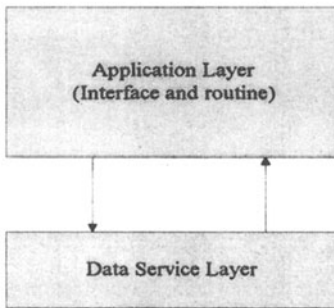 Application Layer
(Interface and routine)
Data Service Layer